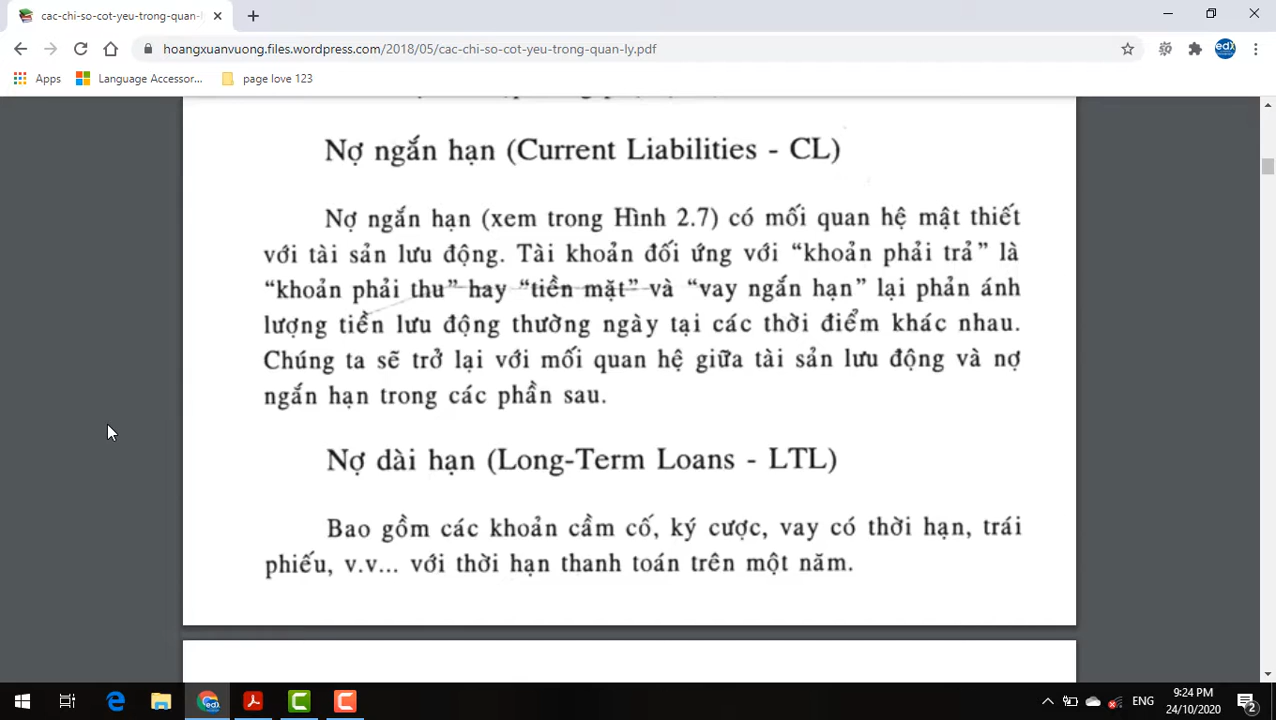 cac-chi-so-cot-yeu-trong-quan-l
hoangxuanvuong.files.wordpress.com/2018/05/cac-chi-so-cot-yeu-trong-quan-ly.pdf
edX
Apps
Language Accessor...
page love 123
Nợ ngắn hạn (Current Liabilities - CL)
Nợ ngắn hạn (xem trong Hình 2.7) có mối quan hệ mật thiết
với tài sản lưu động. Tài khoản đối ứng với “khoản phải trả” là
“khoản phải thu” hay “tiền mặt” và “vay ngắn hạn” lại phản ánh
lượng tiền lưu động thường ngày tại các thời điểm khác nhau.
Chúng ta sẽ trở lại với mối quan hệ giữa tài sản lưu động và nợ
ngắn hạn trong các phần sau.
Nợ dài hạn (Long-Term Loans - LTL)
Bao gồm các khoản cầm cố, ký cược, vay có thời hạn, trái
phiếu, v.v... với thời hạn thanh toán trên một năm.
edX
C
C
ENG
9:24 PM
24/10/2020
2